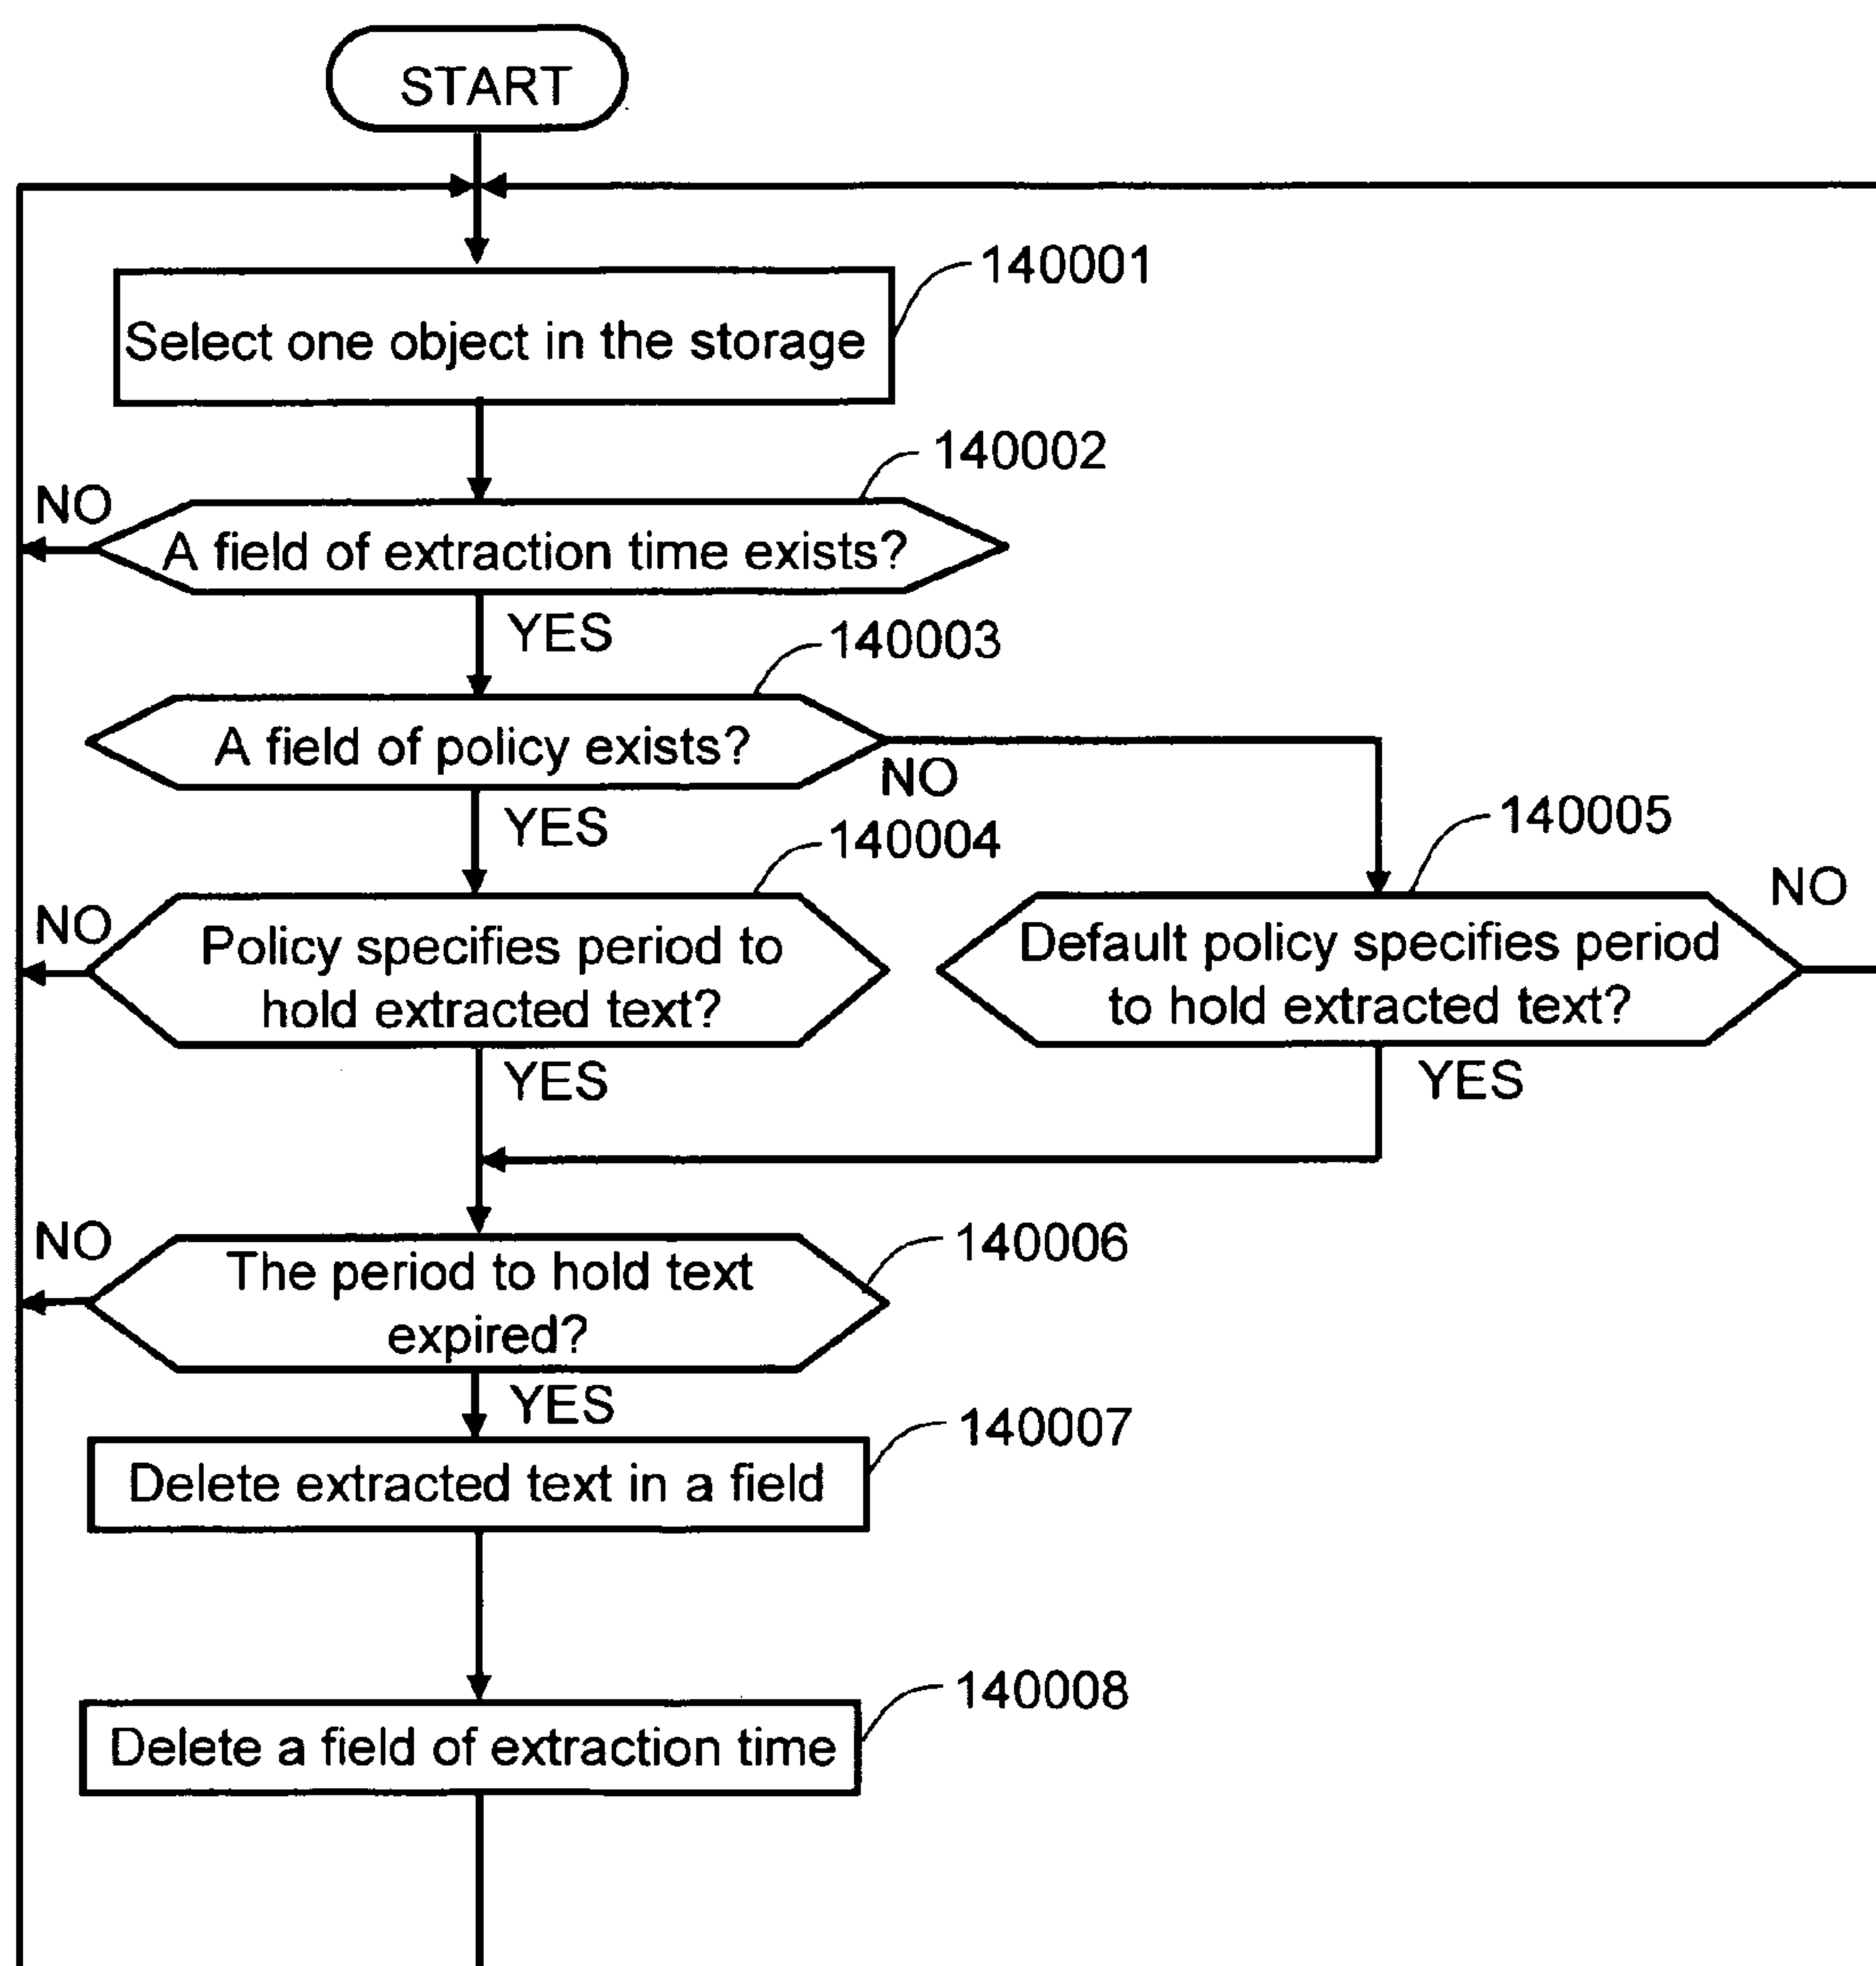 START
140001
Select one object in the storage
140002
NO
A field of extraction time exists?
YES
140003
A field of policy exists?
NO
YES
140004
140005
NO
Policy specifies period to
hold extracted text?
Default policy specifies period
to hold extracted text?
NO
YES
YES
NO
140006
The period to hold text
expired?
YES
140007
Delete extracted text in a field
140008
Delete a field of extraction time